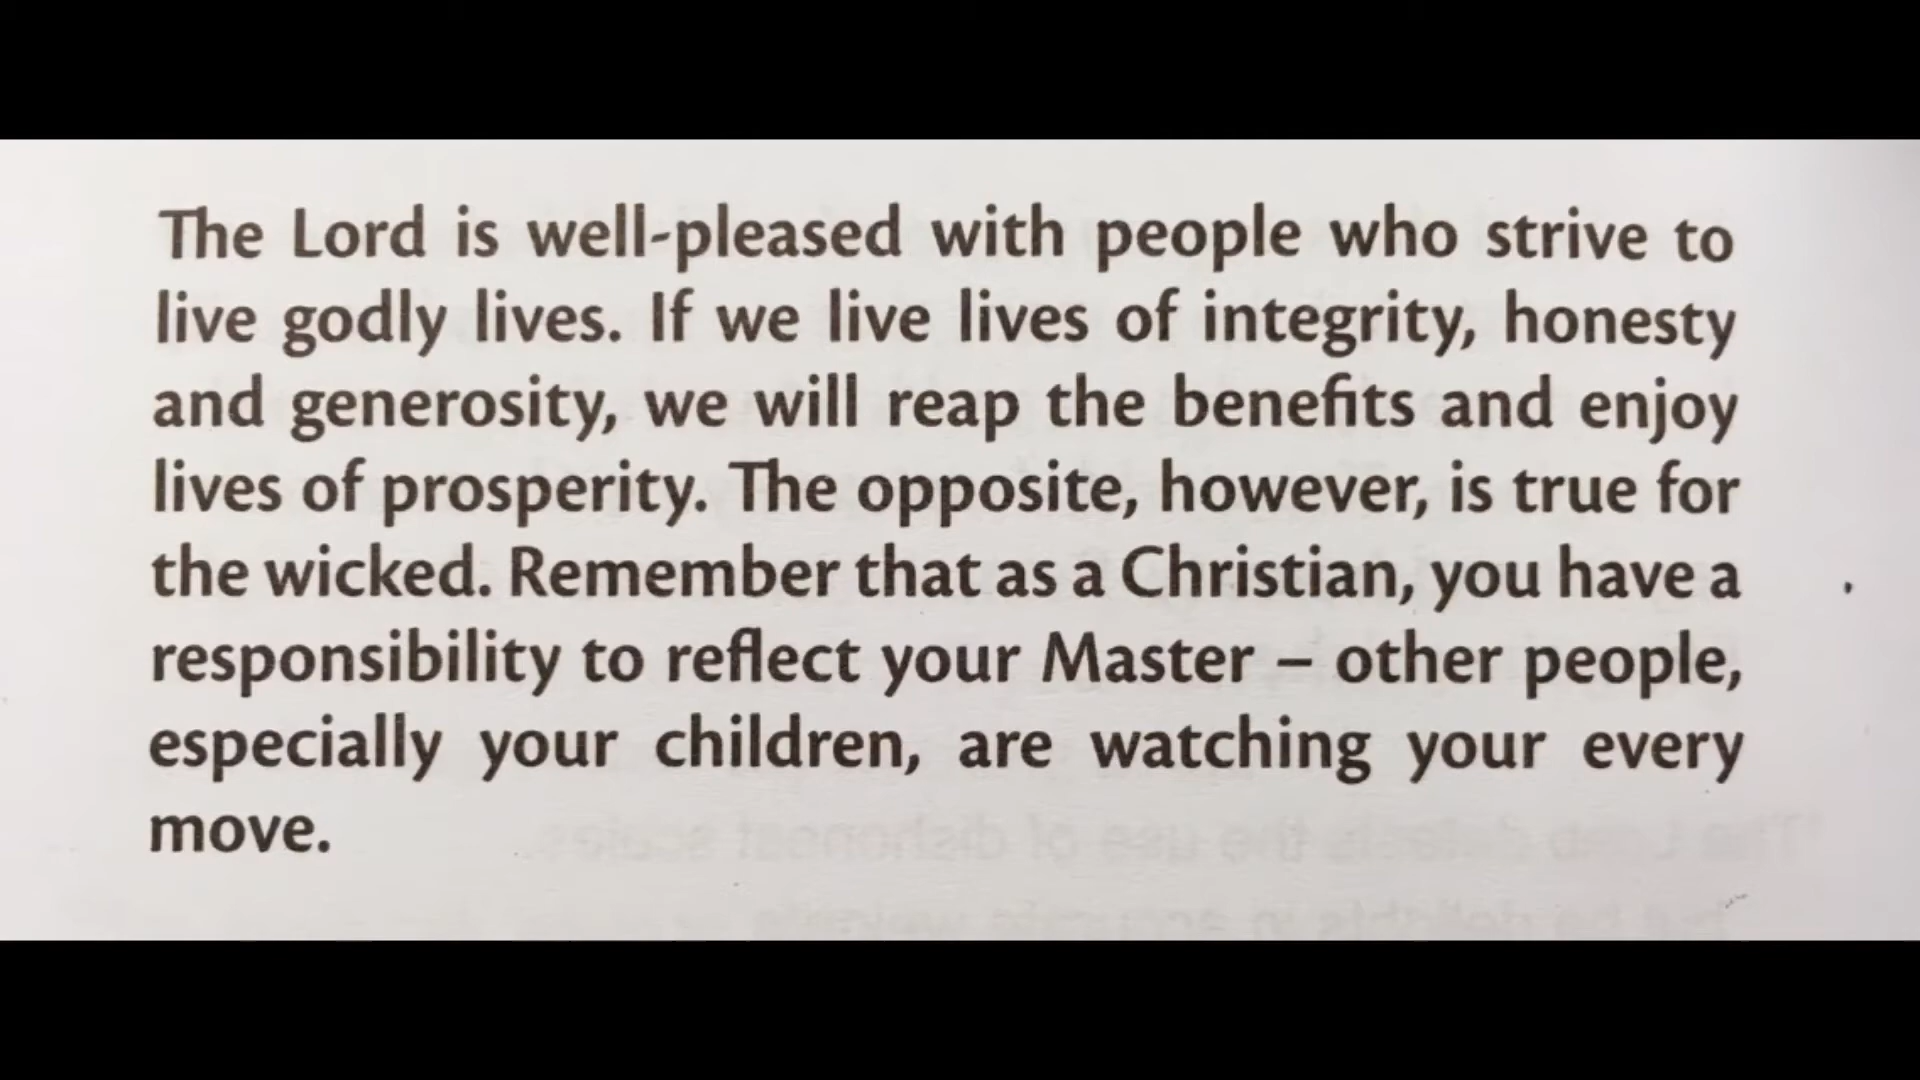 The Lord is well-pleased with people who strive to
live godly lives. If we live lives of integrity, honesty
and generosity, we will reap the benefits and enjoy
lives of prosperity. The opposite, however, is true for
the wicked. Remember that as a Christian, you have a
responsibility to reflect your Master – other people,
especially your children, are watching your every
move.